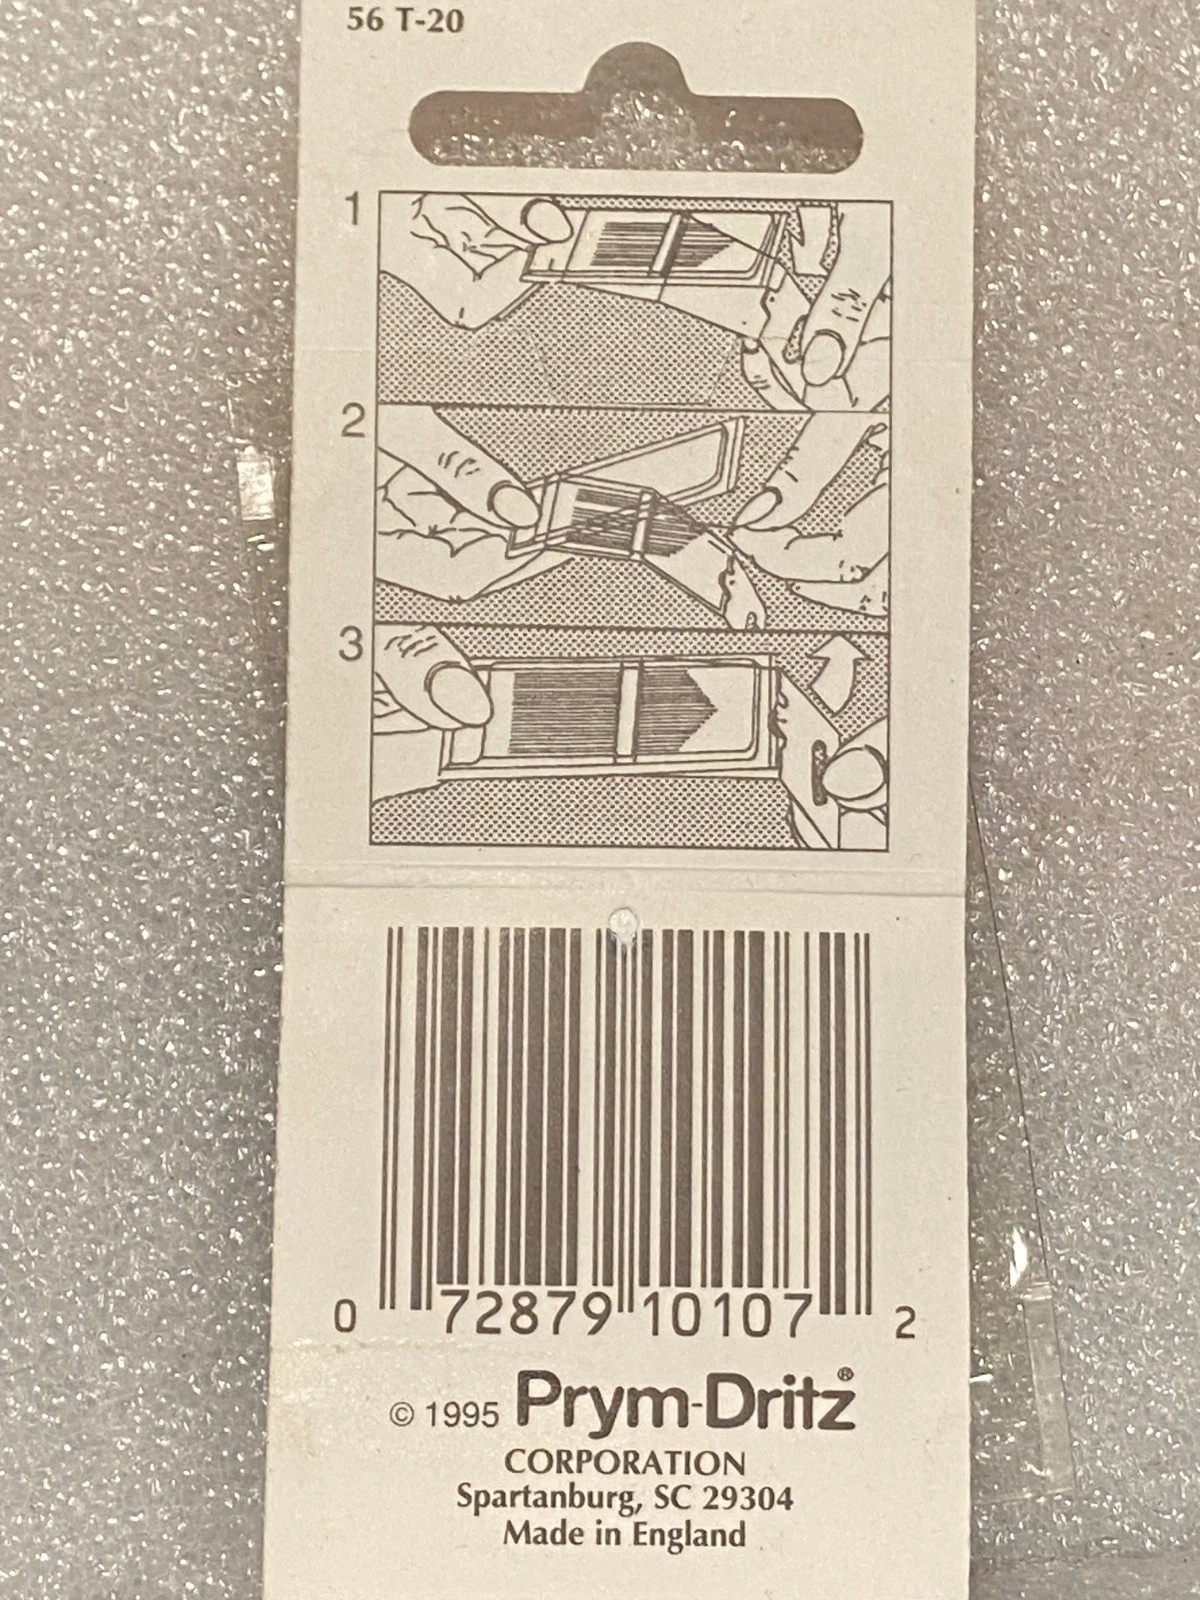 56 T-20
1
2
3
0 72879 10107 2
© 1995 Prym-Dritz®
CORPORATION
Spartanburg, SC 29304
Made in England